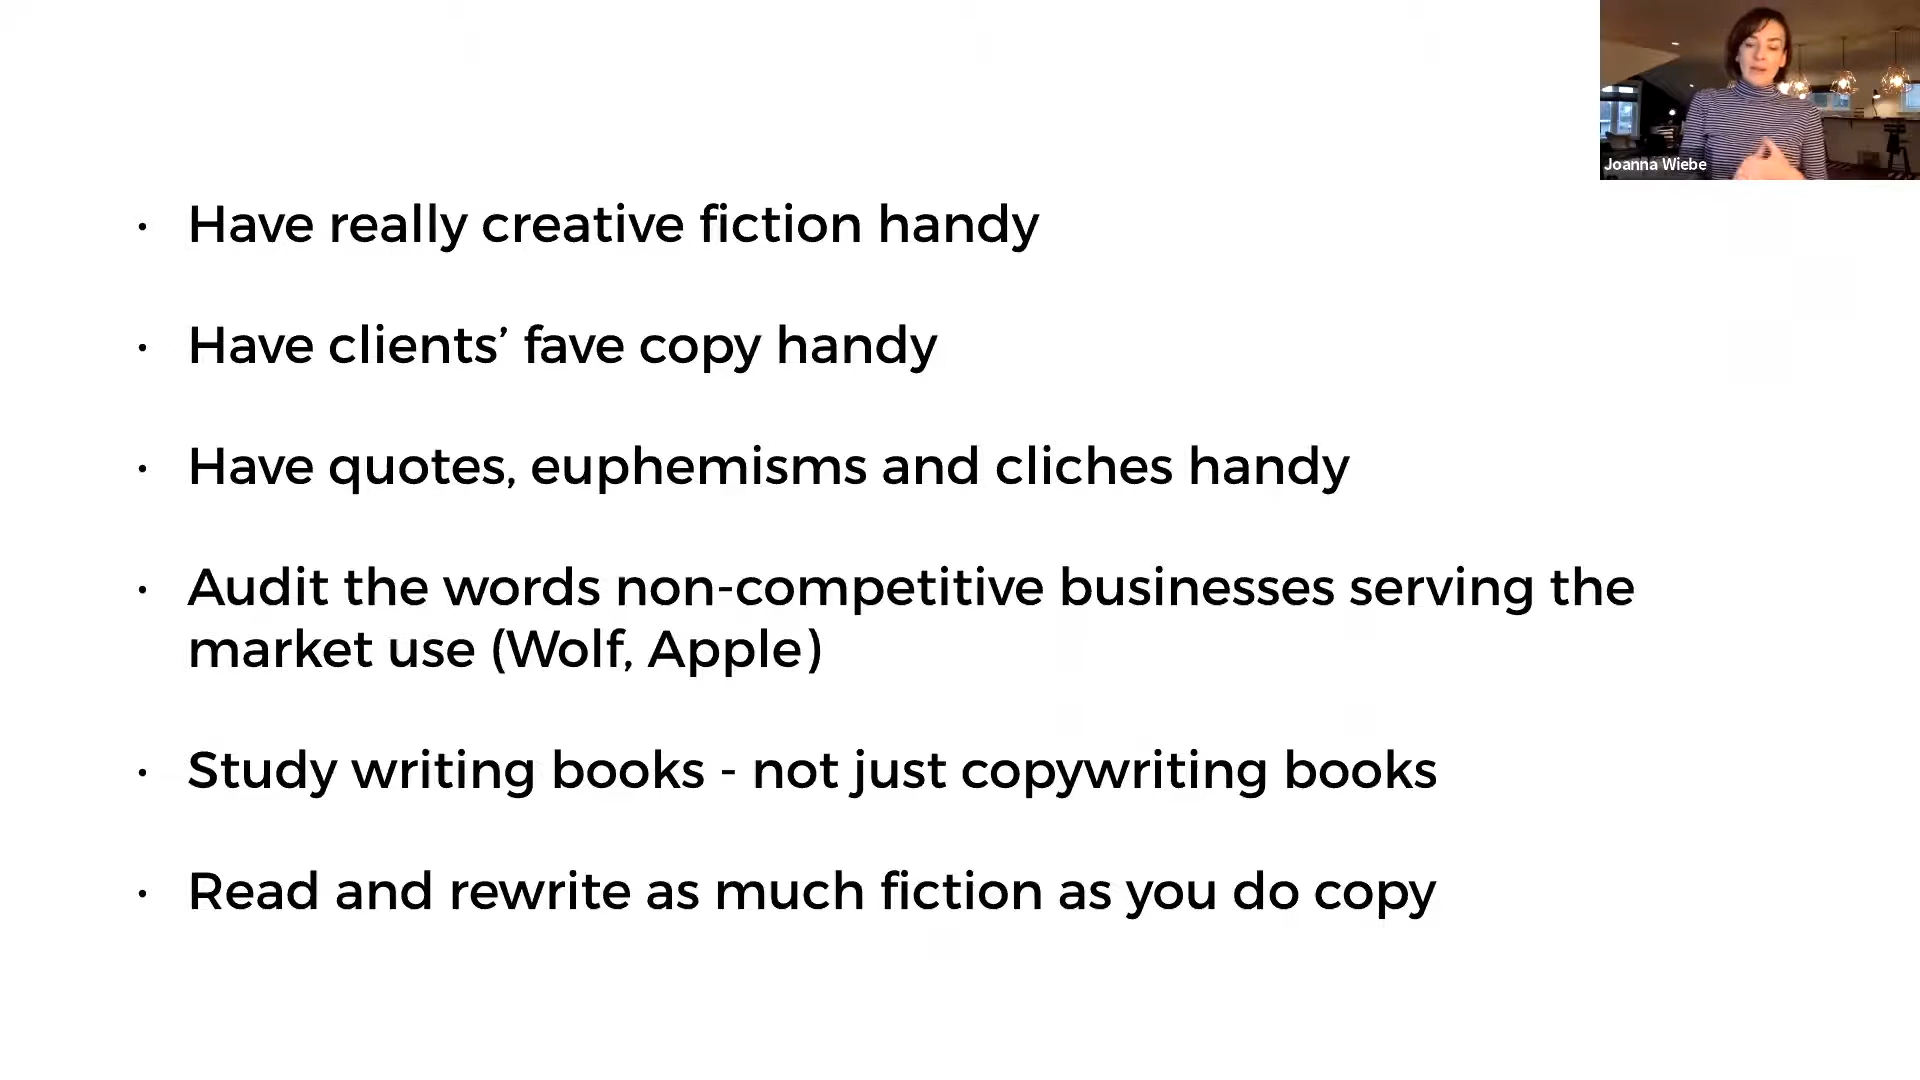 Joanna Wiebe
· Have really creative fiction handy
· Have clients’ fave copy handy
· Have quotes, euphemisms and cliches handy
· Audit the words non-competitive businesses serving the
market use (Wolf, Apple)
· Study writing books - not just copywriting books
· Read and rewrite as much fiction as you do copy